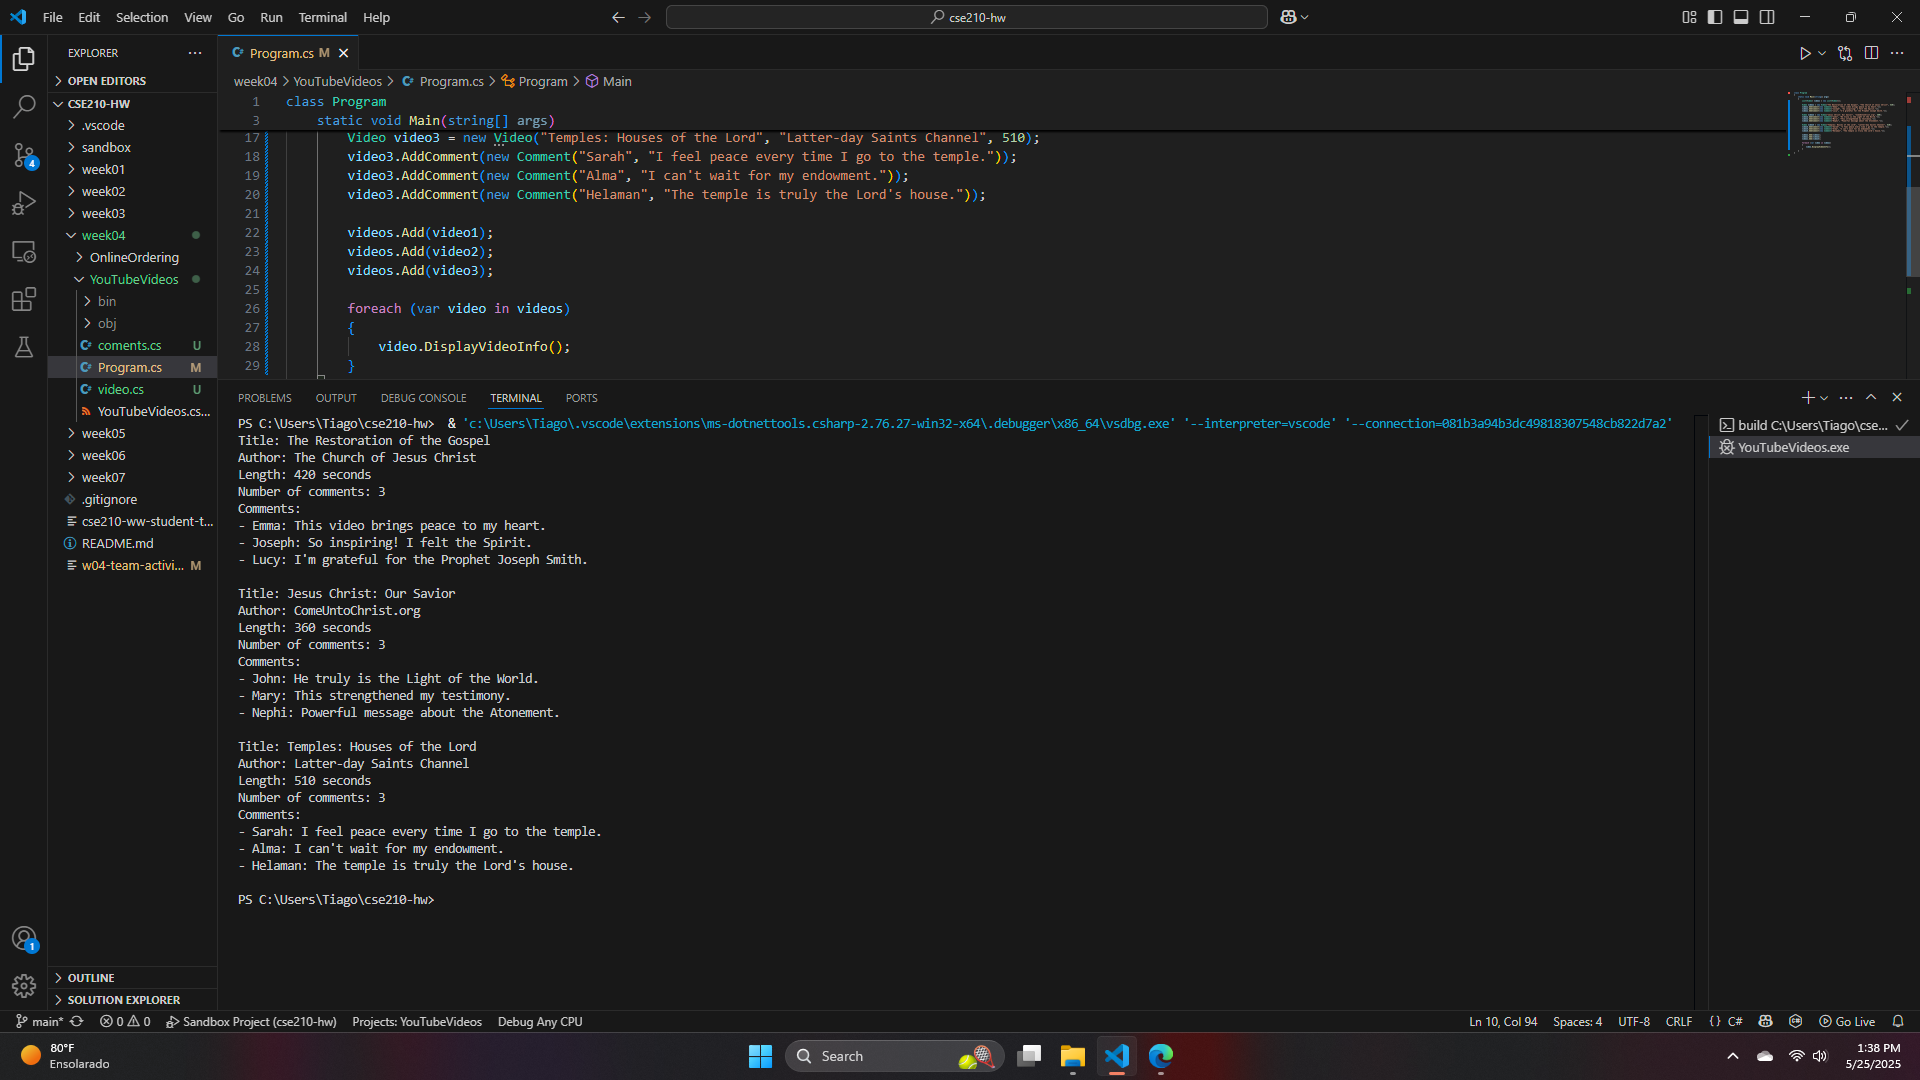 File Edit Selection View Go Run Terminal Help
cse210-hw
EXPLORER
OPEN EDITORS
CSE210-HW
.vscode
sandbox
week01
week02
week03
week04
OnlineOrdering
YouTubeVideos
bin
obj
coments.cs U
Program.cs M
video.cs U
YouTubeVideos.cs...
week05
week06
week07
.gitignore
cse210-ww-student-t...
README.md
w04-team-activi... M
OUTLINE
SOLUTION EXPLORER
4
1
Program.cs M
week04 > YouTubeVideos > Program.cs > Program > Main
1 class Program
3 static void Main(string[] args)
17 Video video3 = new Video("Temples: Houses of the Lord", "Latter-day Saints Channel", 510);
18 video3.AddComment(new Comment("Sarah", "I feel peace every time I go to the temple."));
19 video3.AddComment(new Comment("Alma", "I can't wait for my endowment."));
20 video3.AddComment(new Comment("Helaman", "The temple is truly the Lord's house."));
21
22 videos.Add(video1);
23 videos.Add(video2);
24 videos.Add(video3);
25
26 foreach (var video in videos)
27 {
28 video.DisplayVideoInfo();
29 }
PROBLEMS OUTPUT DEBUG CONSOLE TERMINAL PORTS
PS C:\Users\Tiago\cse210-hw> & 'c:\Users\Tiago\.vscode\extensions\ms-dotnettools.csharp-2.76.27-win32-x64\.debugger\x86_64\vsdbg.exe' '--interpreter=vscode' '--connection=081b3a94b3dc49818307548cb822d7a2'
Title: The Restoration of the Gospel
Author: The Church of Jesus Christ
Length: 420 seconds
Number of comments: 3
Comments:
- Emma: This video brings peace to my heart.
- Joseph: So inspiring! I felt the Spirit.
- Lucy: I'm grateful for the Prophet Joseph Smith.
Title: Jesus Christ: Our Savior
Author: ComeUntoChrist.org
Length: 360 seconds
Number of comments: 3
Comments:
- John: He truly is the Light of the World.
- Mary: This strengthened my testimony.
- Nephi: Powerful message about the Atonement.
Title: Temples: Houses of the Lord
Author: Latter-day Saints Channel
Length: 510 seconds
Number of comments: 3
Comments:
- Sarah: I feel peace every time I go to the temple.
- Alma: I can't wait for my endowment.
- Helaman: The temple is truly the Lord's house.
PS C:\Users\Tiago\cse210-hw>
build C:\Users\Tiago\cse...
YouTubeVideos.exe
main* 0 0 Sandbox Project (cse210-hw) Projects: YouTubeVideos Debug Any CPU Ln 10, Col 94 Spaces: 4 UTF-8 CRLF {} C# Go Live
80°F
Ensolarado
Search
1:38 PM
5/25/2025